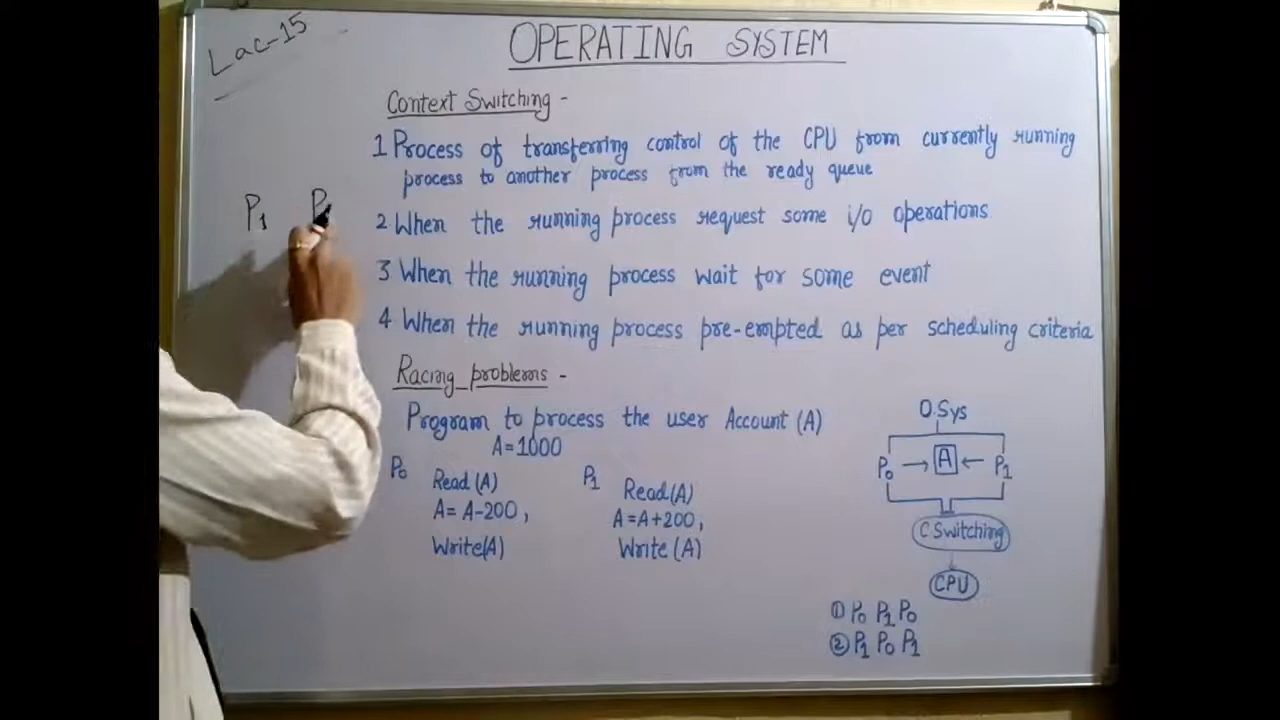 Lac-15
OPERATING SYSTEM
Context Switching -
1 Process of transferring control of the CPU from currently running
process to another process from the ready queue
P1 P
2 When the running process request some i/o operations
3 When the running process wait for some event
4 When the running process pre-empted as per scheduling criteria
Racing problems -
Program to process the user Account (A)
A=1000
P0 Read (A)
A= A-200,
Write(A)
P1 Read(A)
A=A+200,
Write (A)
O.Sys
P0 → A ← P1
C Switching
CPU
① P0 P1 P0
② P1 P0 P1